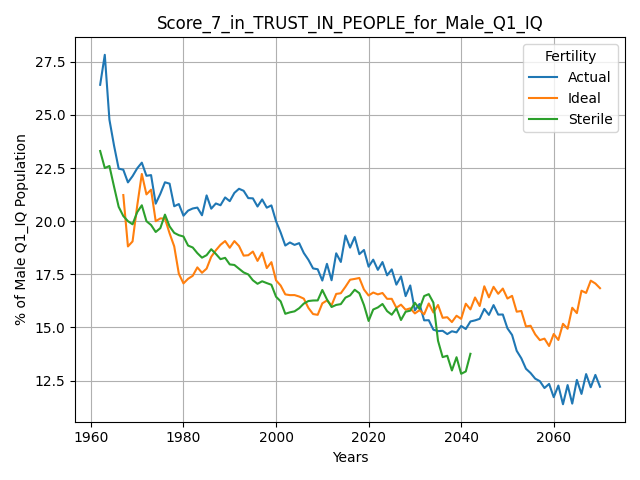 Score_7_in_TRUST_IN_PEOPLE_for_Male_Q1_IQ
Fertility
Actual
Ideal
Sterile
% of Male Q1_IQ Population
27.5
25.0
22.5
20.0
17.5
15.0
12.5
1960
1980
2000
2020
2040
2060
Years